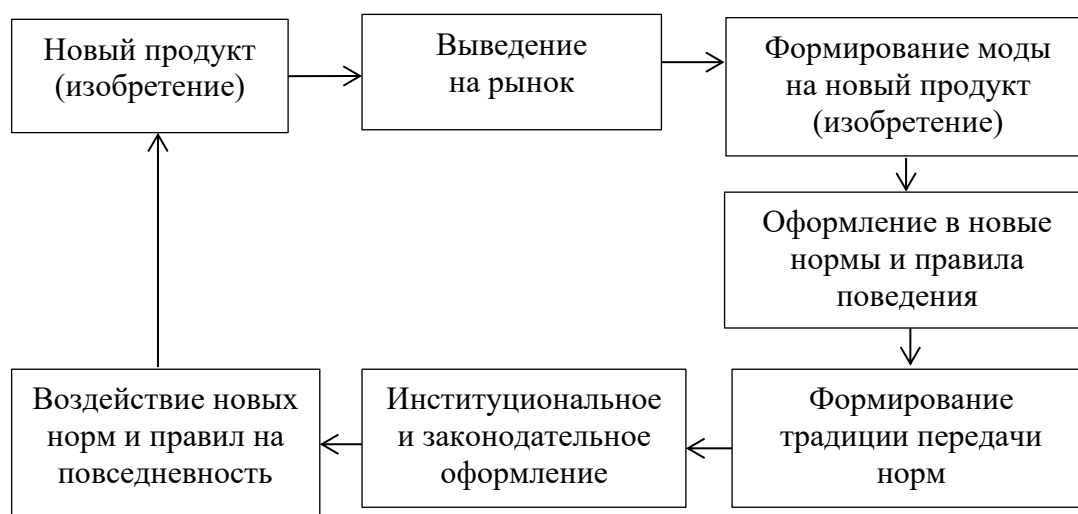 Новый продукт
(изобретение)
Выведение
на рынок
Формирование моды
на новый продукт
(изобретение)
Оформление в новые
нормы и правила
поведения
Формирование
традиции передачи
норм
Институциональное
и законодательное
оформление
Воздействие новых
норм и правил на
повседневность